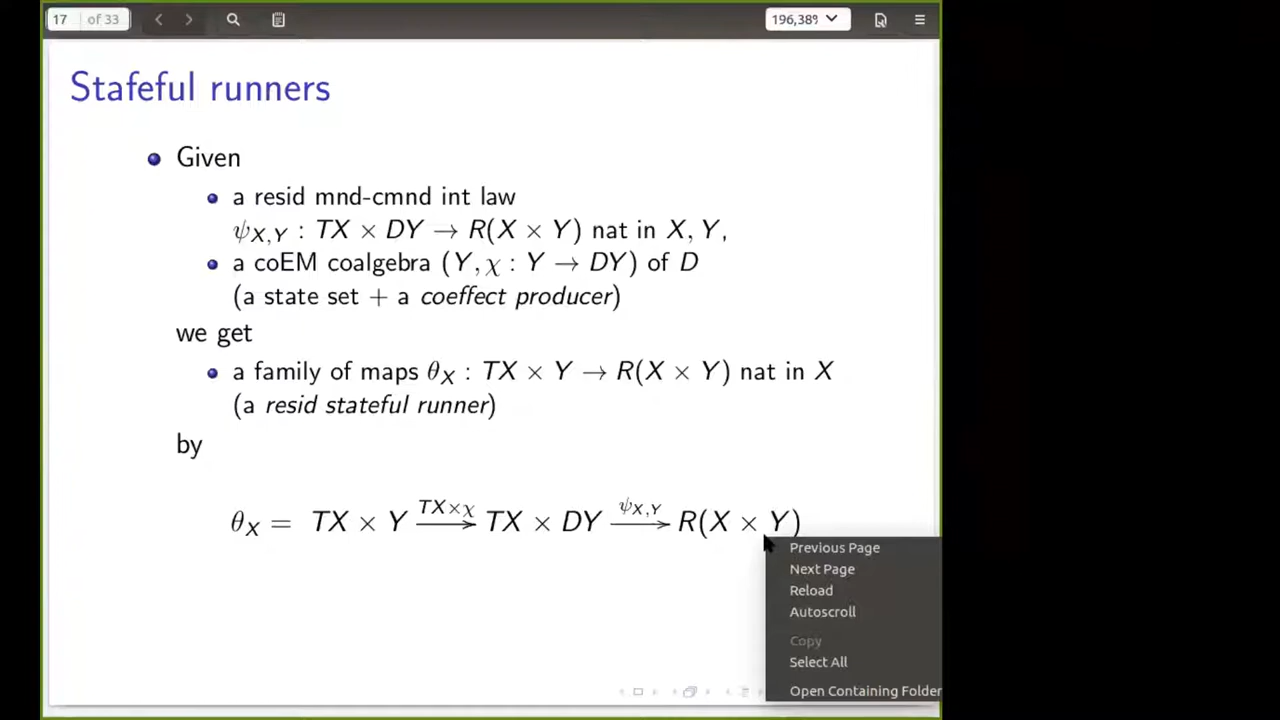 17 of 33
196,38%
Stafeful runners
Given
a resid mnd-cmnd int law
ψX,Y : TX × DY → R(X × Y) nat in X, Y,
a coEM coalgebra (Y, χ : Y → DY) of D
(a state set + a coeffect producer)
we get
a family of maps θX : TX × Y → R(X × Y) nat in X
(a resid stateful runner)
by
TX×χ ψX,Y
θX = TX × Y → TX × DY → R(X × Y)
Previous Page
Next Page
Reload
Autoscroll
Copy
Select All
Open Containing Folder